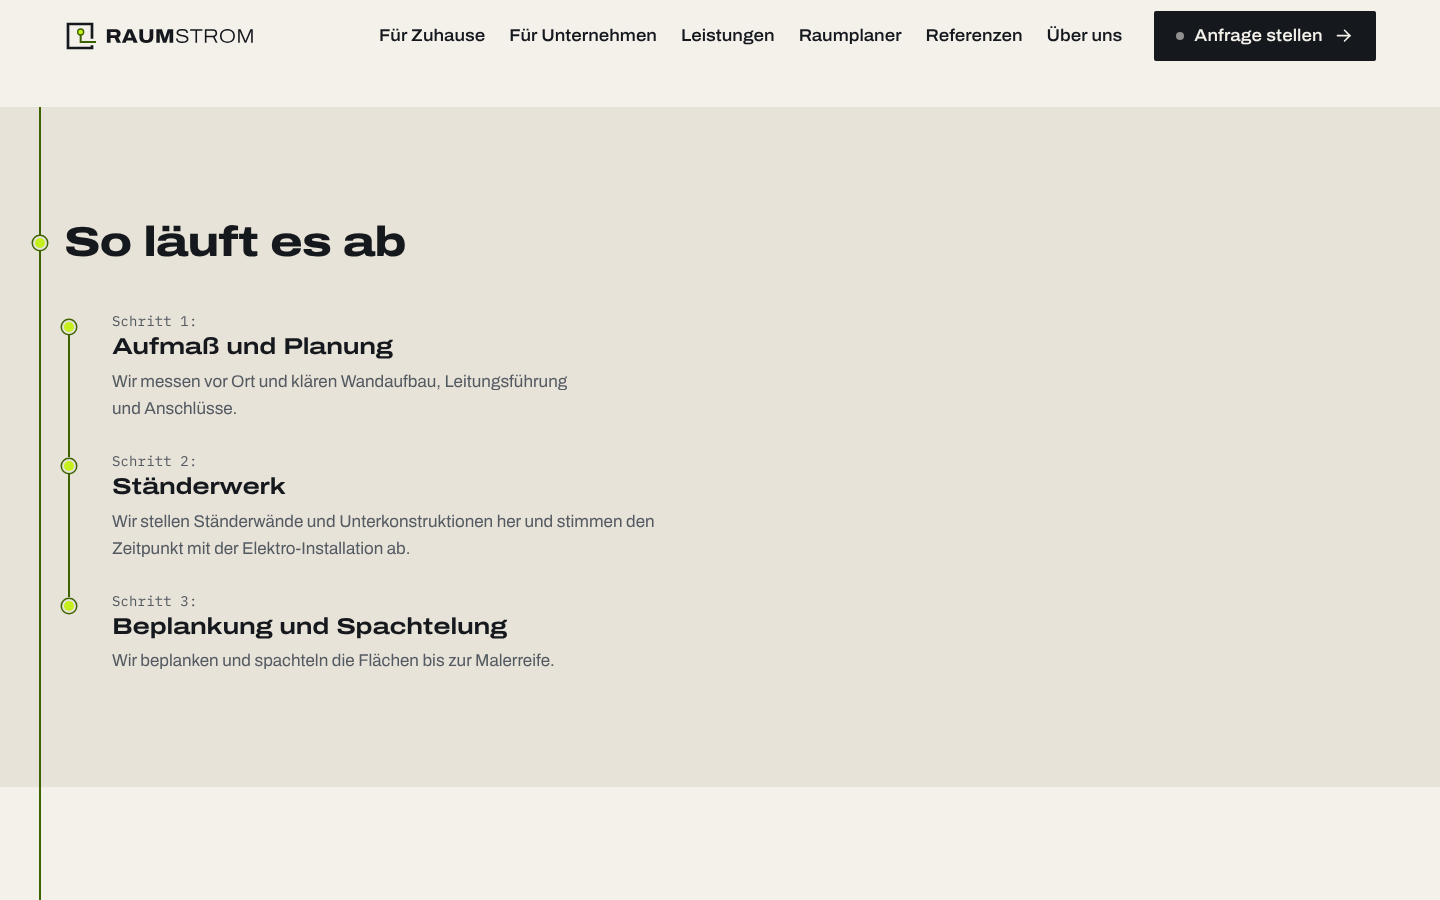 RAUMSTROM
Für Zuhause
Für Unternehmen
Leistungen
Raumplaner
Referenzen
Über uns
Anfrage stellen
So läuft es ab
Schritt 1:
Aufmaß und Planung
Wir messen vor Ort und klären Wandaufbau, Leitungsführung
und Anschlüsse.
Schritt 2:
Ständerwerk
Wir stellen Ständerwände und Unterkonstruktionen her und stimmen den
Zeitpunkt mit der Elektro-Installation ab.
Schritt 3:
Beplankung und Spachtelung
Wir beplanken und spachteln die Flächen bis zur Malerreife.